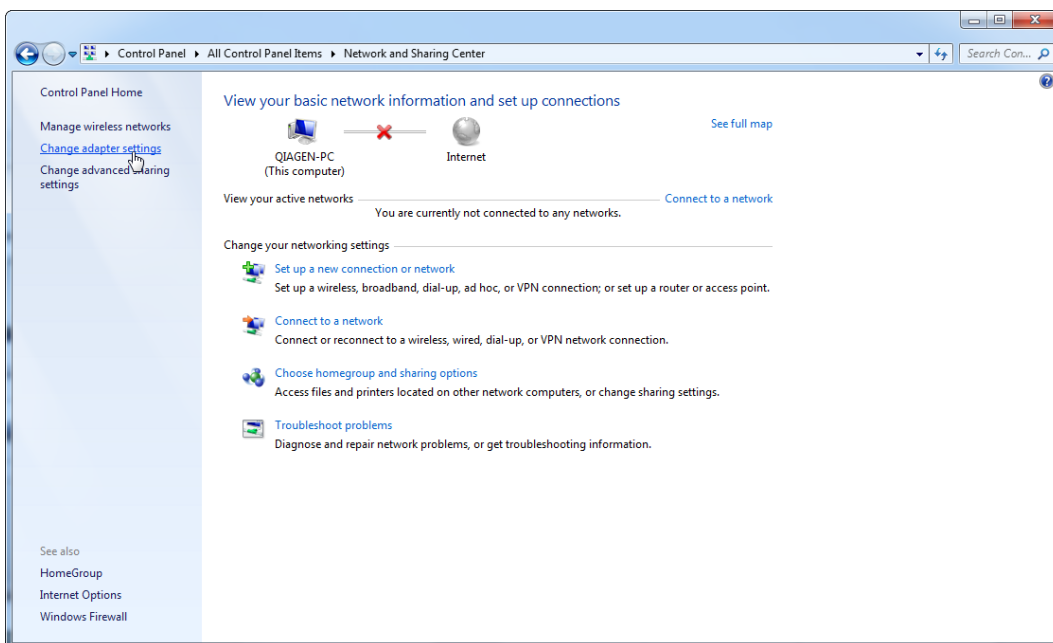 Control Panel All Control Panel Items Network and Sharing Center
Search Con...
Control Panel Home
Manage wireless networks
Change adapter settings
Change advanced sharing
settings
View your basic network information and set up connections
See full map
QIAGEN-PC
(This computer)
Internet
View your active networks
Connect to a network
You are currently not connected to any networks.
Change your networking settings
Set up a new connection or network
Set up a wireless, broadband, dial-up, ad hoc, or VPN connection; or set up a router or access point.
Connect to a network
Connect or reconnect to a wireless, wired, dial-up, or VPN network connection.
Choose homegroup and sharing options
Access files and printers located on other network computers, or change sharing settings.
Troubleshoot problems
Diagnose and repair network problems, or get troubleshooting information.
See also
HomeGroup
Internet Options
Windows Firewall